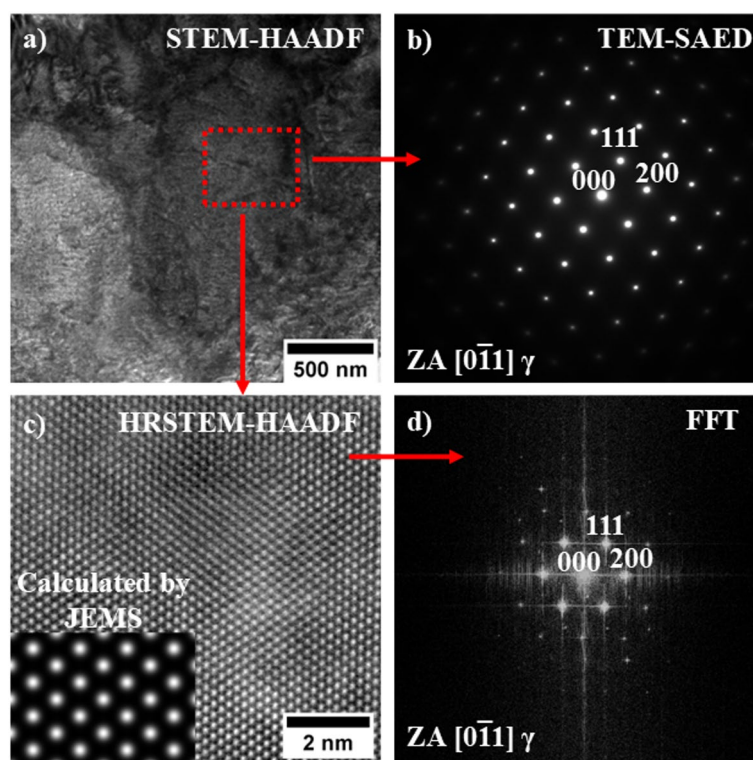 a) STEM-HAADF
500 nm
b) TEM-SAED
111
000 200
ZA [01̅1] γ
c) HRSTEM-HAADF
Calculated by
JEMS
2 nm
d) FFT
111
000 200
ZA [01̅1] γ